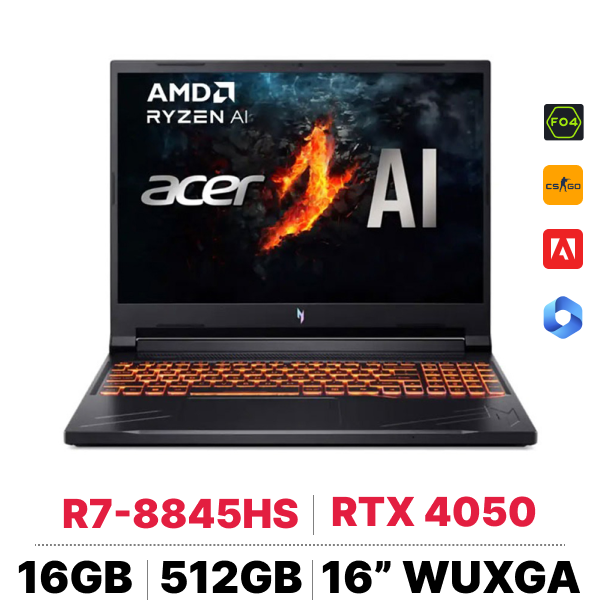 AMD
RYZEN AI
acer AI
FO4
CS GO
R7-8845HS RTX 4050
16GB 512GB 16” WUXGA